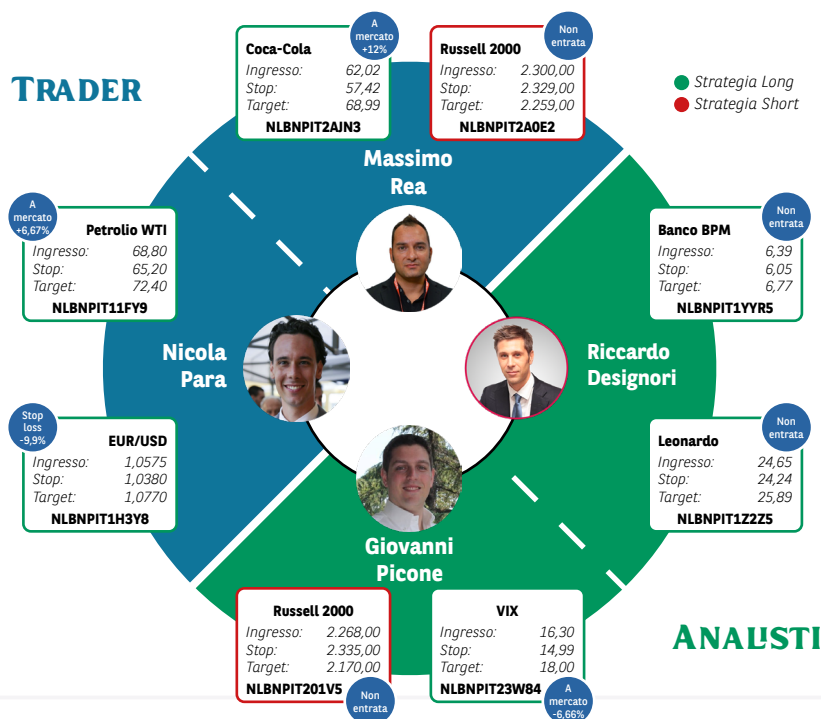 TRADER
Coca-Cola
A
mercato
+12%
Ingresso: 62,02
Stop: 57,42
Target: 68,99
NLBNPIT2AJN3
Russell 2000
Non
entrata
Ingresso: 2.300,00
Stop: 2.329,00
Target: 2.259,00
NLBNPIT2A0E2
Strategia Long
Strategia Short
Massimo
Rea
A
mercato
+6,67%
Petrolio WTI
Ingresso: 68,80
Stop: 65,20
Target: 72,40
NLBNPIT11FY9
Banco BPM
Non
entrata
Ingresso: 6,39
Stop: 6,05
Target: 6,77
NLBNPIT1YYR5
Nicola
Para
Riccardo
Designori
Stop
loss
-9,9%
EUR/USD
Ingresso: 1,0575
Stop: 1,0380
Target: 1,0770
NLBNPIT1H3Y8
Leonardo
Non
entrata
Ingresso: 24,65
Stop: 24,24
Target: 25,89
NLBNPIT1Z2Z5
Giovanni
Picone
Russell 2000
Ingresso: 2.268,00
Stop: 2.335,00
Target: 2.170,00
NLBNPIT201V5
Non
entrata
VIX
Ingresso: 16,30
Stop: 14,99
Target: 18,00
NLBNPIT23W84
A
mercato
-6,66%
ANALISTI